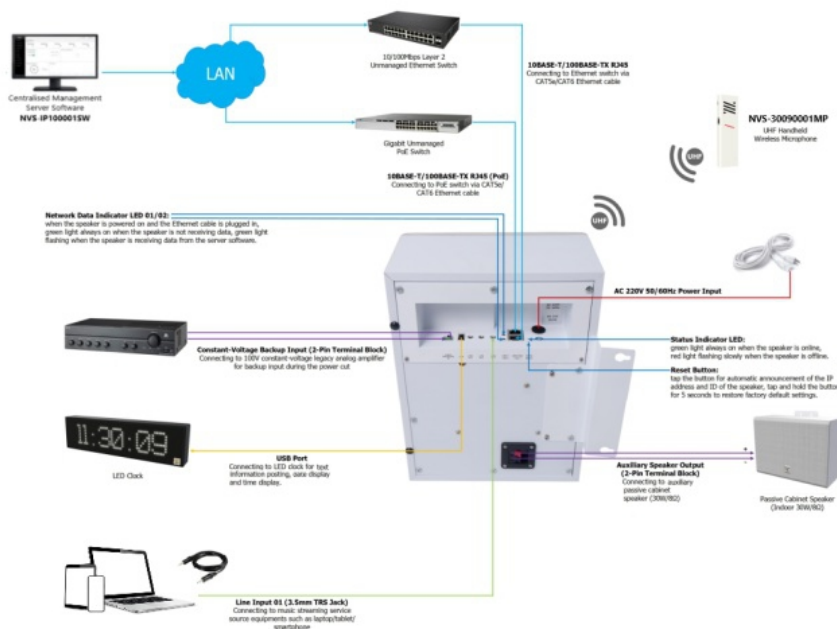 10/100Mbps Layer 2
Unmanaged Ethernet Switch
LAN
10BASE-T/100BASE-TX RJ45
Connecting to Ethernet switch via
CAT5e/CAT6 Ethernet cable
Centralised Management
Server Software
NVS-IP100001SW
NVS-30090001MP
UHF Handheld
Wireless Microphone
UHF
Gigabit Unmanaged
PoE Switch
10BASE-T/100BASE-TX RJ45 (PoE)
Connecting to PoE switch via CAT5e/
CAT6 Ethernet cable
UHF
Network Data Indicator LED 01/02:
when the speaker is powered on and the Ethernet cable is plugged in,
green light always on when the speaker is not receiving data, green light
flashing when the speaker is receiving data from the server software.
AC 220V 50/60Hz Power Input
Constant-Voltage Backup Input (2-Pin Terminal Block)
Connecting to 100V constant-voltage legacy analog amplifier
for backup input during the power cut
Status Indicator LED:
green light always on when the speaker is online,
red light flashing slowly when the speaker is offline.
Reset Button:
tap the button for automatic announcement of the IP
address and ID of the speaker, tap and hold the button
for 5 seconds to restore factory default settings.
11:30:09
LED Clock
USB Port
Connecting to LED clock for text
information posting, data display
and time display.
Auxiliary Speaker Output
(2-Pin Terminal Block)
Connecting to auxiliary
passive cabinet
speaker (30W/8Ω)
+
-
Passive Cabinet Speaker
(Indoor 30W/8Ω)
Line Input 01 (3.5mm TRS Jack)
Connecting to music streaming service
source equipments such as laptop/tablet/
smartphone